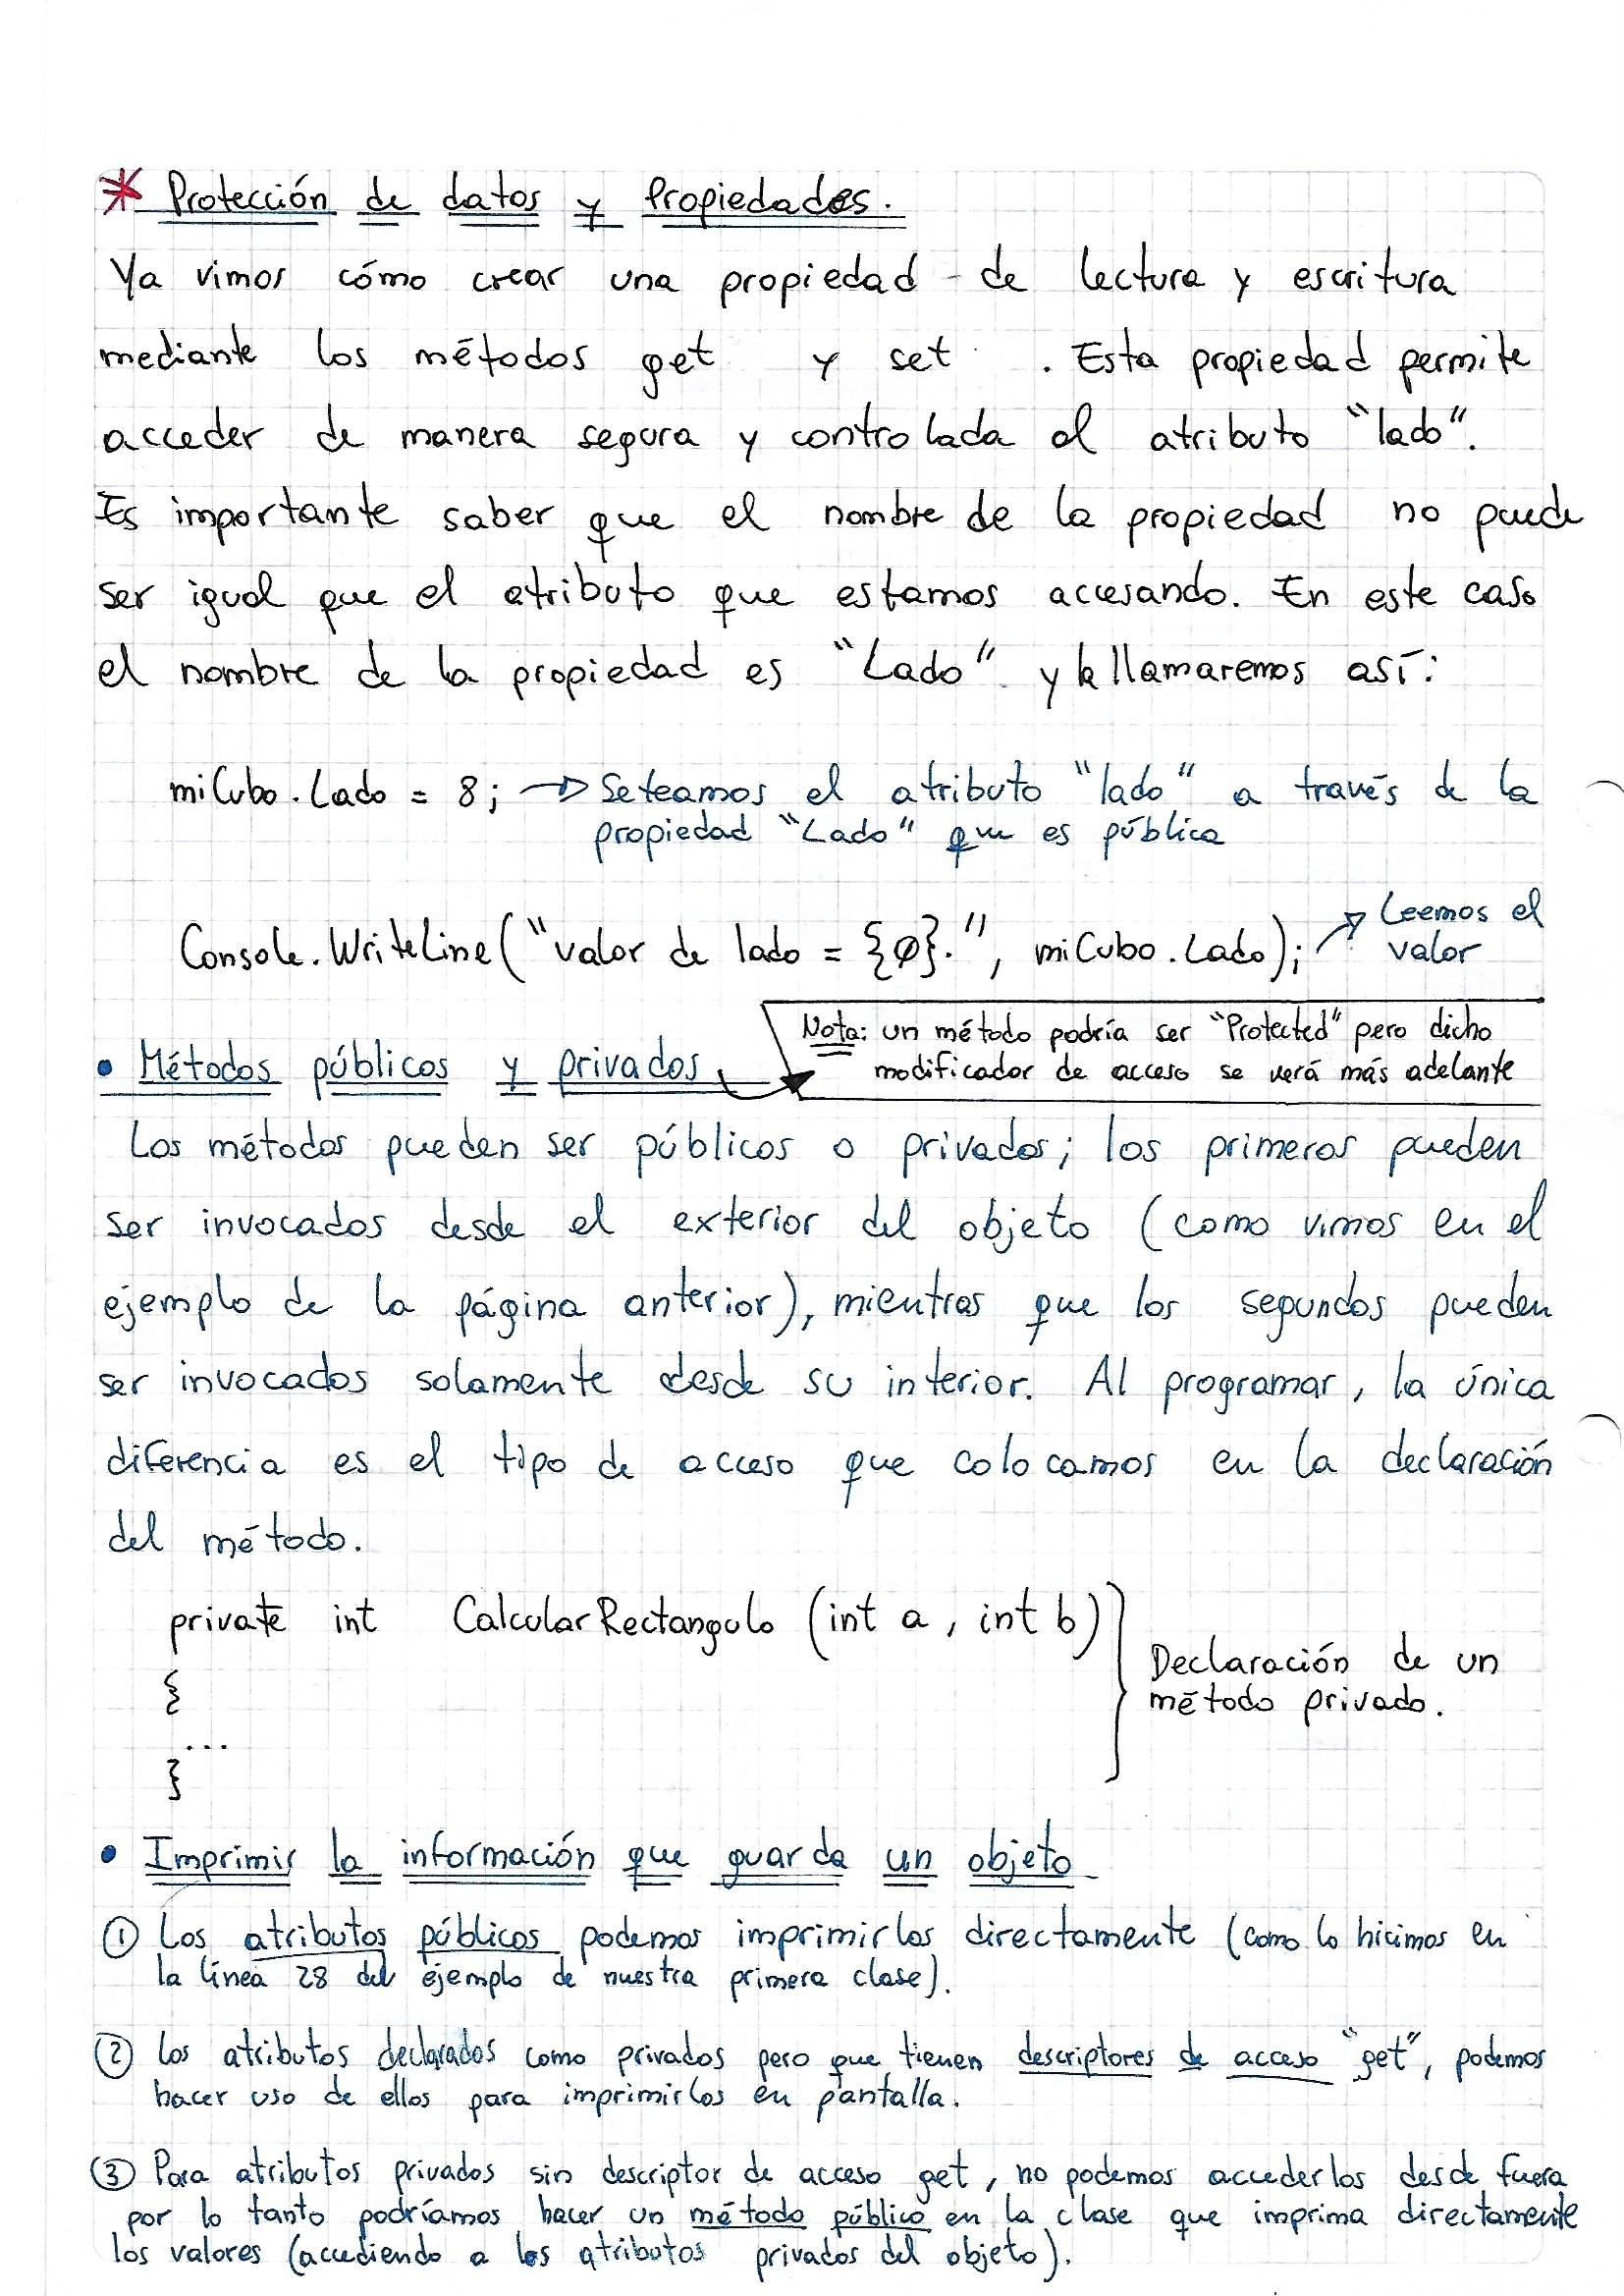 * Protección de datos y Propiedades.
Ya vimos cómo crear una propiedad de lectura y escritura
mediante los métodos get y set . Esta propiedad permite
acceder de manera segura y controlada al atributo "lado".
Es importante saber que el nombre de la propiedad no puede
ser igual que el atributo que estamos accesando. En este caso
el nombre de la propiedad es "Lado" y la llamaremos así:
miCubo.Lado = 8; → Seteamos el atributo "lado" a través de la
propiedad "Lado" que es pública
Console.WriteLine("valor de lado = {0}.", miCubo.Lado); ↗ Leemos el
valor
Nota: un método podría ser "Protected" pero dicho
modificador de acceso se verá más adelante
• Métodos públicos y privados
Los métodos pueden ser públicos o privados; los primeros pueden
ser invocados desde el exterior del objeto (como vimos en el
ejemplo de la página anterior), mientras que los segundos pueden
ser invocados solamente desde su interior. Al programar, la única
diferencia es el tipo de acceso que colocamos en la declaración
del método.
private int CalcularRectangulo (int a, int b)
{
...
}
Declaración de un
método privado.
• Imprimir la información que guarda un objeto
① Los atributos públicos podemos imprimirlos directamente (como lo hicimos en
la línea 28 del ejemplo de nuestra primera clase).
② Los atributos declarados como privados pero que tienen descriptores de acceso "get", podemos
hacer uso de ellos para imprimirlos en pantalla.
③ Para atributos privados sin descriptor de acceso get, no podemos accederlos desde fuera
por lo tanto podríamos hacer un método público en la clase que imprima directamente
los valores (accediendo a los atributos privados del objeto).